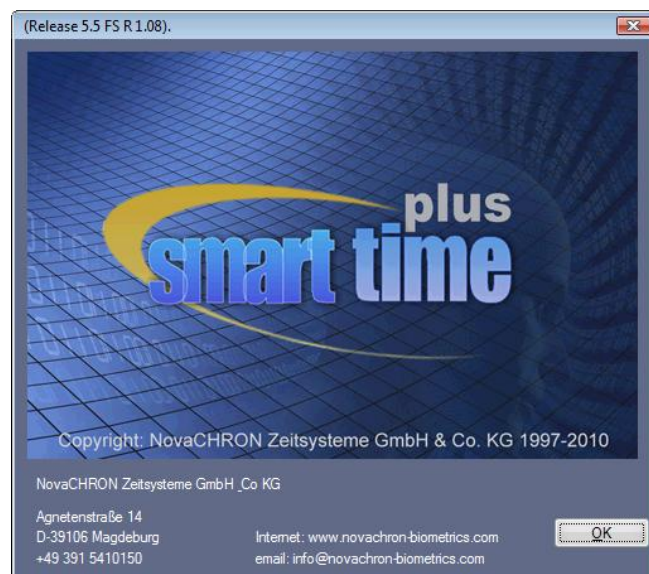 (Release 5.5 FS R 1.08).
plus
smart time
Copyright: NovaCHRON Zeitsysteme GmbH & Co. KG 1997-2010
NovaCHRON Zeitsysteme GmbH _Co KG
Agnetenstraße 14
D-39106 Magdeburg
+49 391 5410150
Internet: www.novachron-biometrics.com
email: info@novachron-biometrics.com
OK